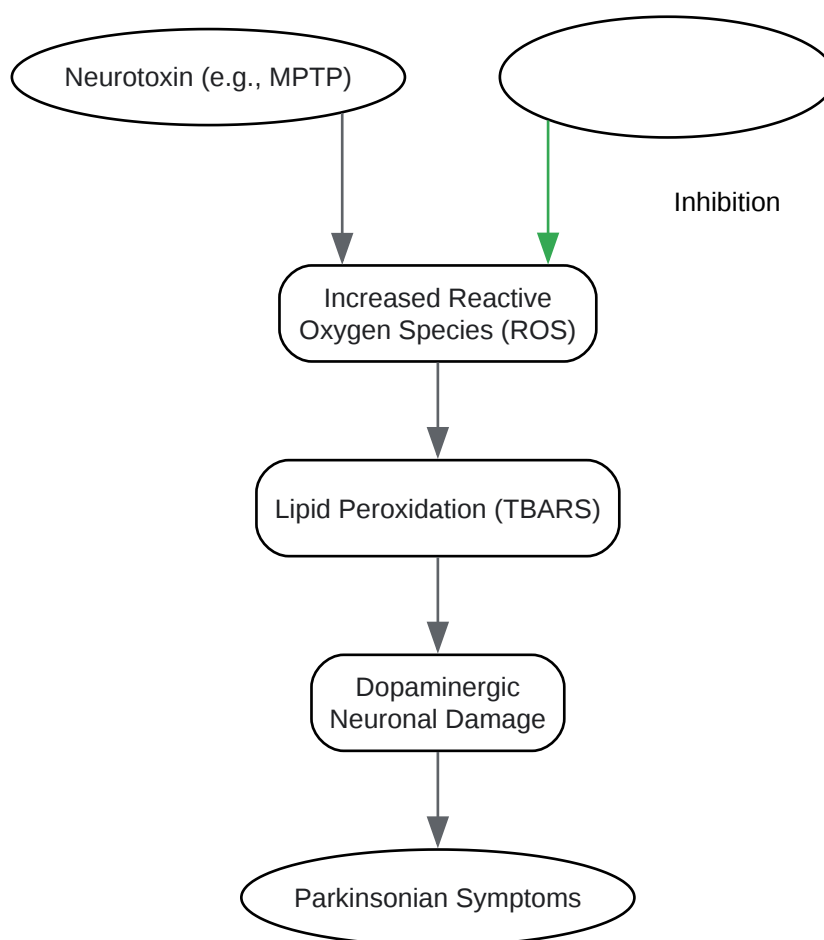 Neurotoxin (e.g., MPTP)
Inhibition
Increased Reactive
Oxygen Species (ROS)
Lipid Peroxidation (TBARS)
Dopaminergic
Neuronal Damage
Parkinsonian Symptoms